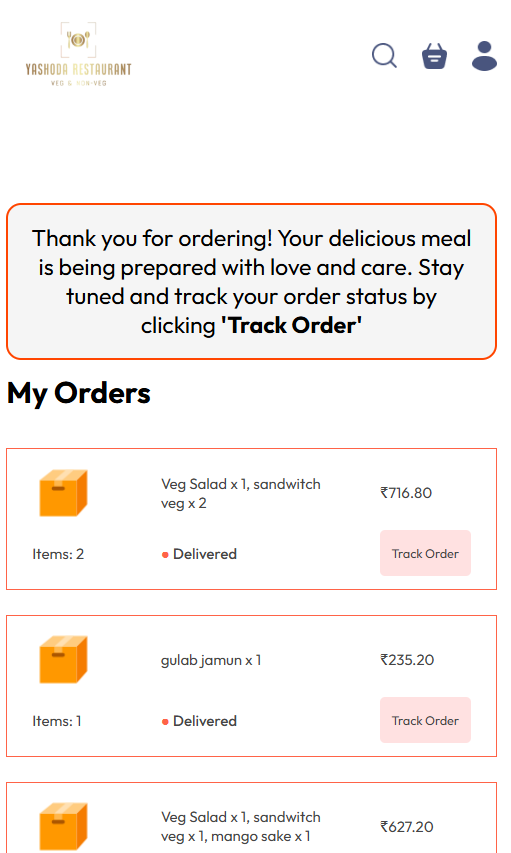 YASHODA RESTAURANT
VEG & NON-VEG
Thank you for ordering! Your delicious meal
is being prepared with love and care. Stay
tuned and track your order status by
clicking 'Track Order'
My Orders
Veg Salad x 1, sandwitch
veg x 2
₹716.80
Items: 2
Delivered
Track Order
gulab jamun x 1
₹235.20
Items: 1
Delivered
Track Order
Veg Salad x 1, sandwitch
veg x 1, mango sake x 1
₹627.20